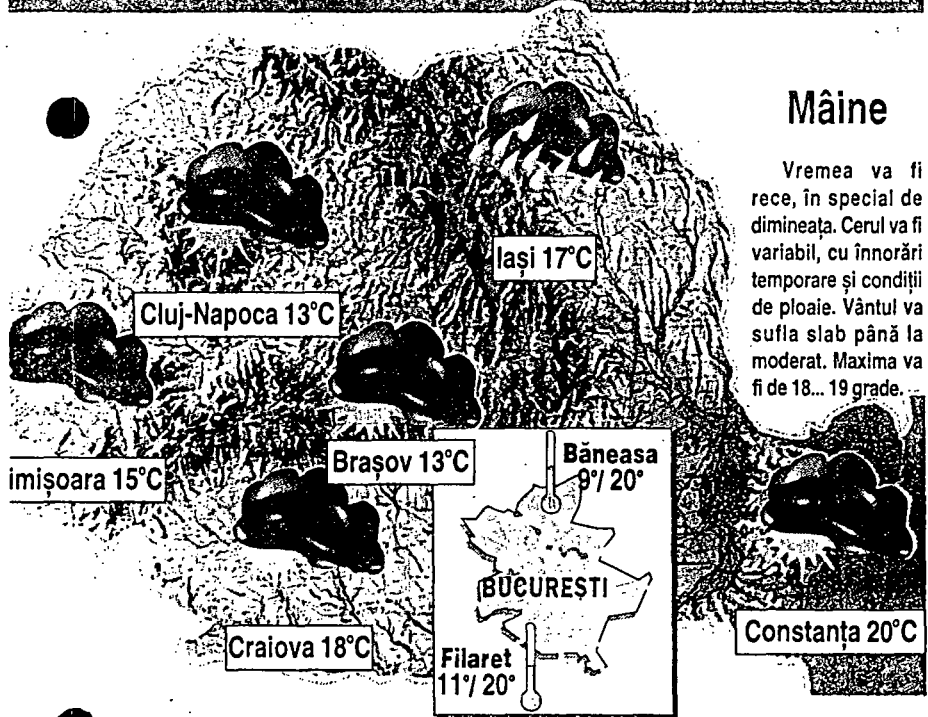 Mâine
Vremea va fi
rece, în special de
dimineața. Cerul va fi
variabil, cu înnorări
temporare și condiții
de ploaie. Vântul va
sufla slab până la
moderat. Maxima va
fi de 18... 19 grade.
Iași 17°C
Cluj-Napoca 13°C
imișoara 15°C
Brașov 13°C
Craiova 18°C
Băneasa
9°/ 20°
BUCUREȘTI
Filaret
11°/ 20°
Constanța 20°C